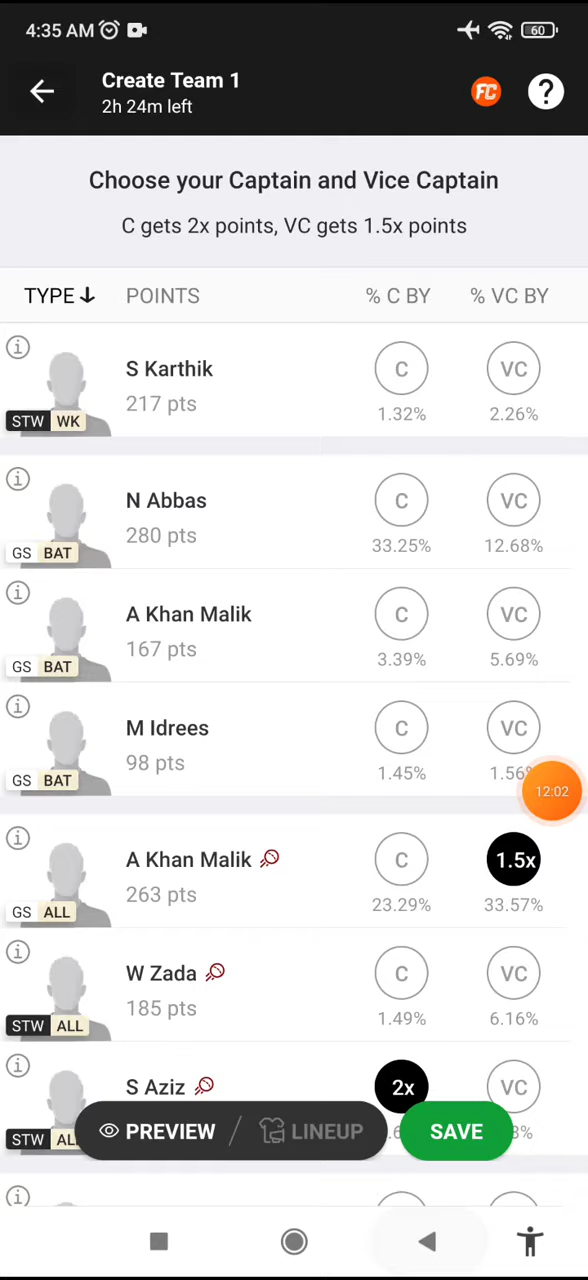 4:35 AM
60
Create Team 1
2h 24m left
FC
?
Choose your Captain and Vice Captain
C gets 2x points, VC gets 1.5x points
TYPE POINTS % C BY % VC BY
S Karthik
217 pts
STW WK
C
1.32%
VC
2.26%
N Abbas
280 pts
GS BAT
C
33.25%
VC
12.68%
A Khan Malik
167 pts
GS BAT
C
3.39%
VC
5.69%
M Idrees
98 pts
GS BAT
C
1.45%
VC
1.56%
12:02
A Khan Malik
263 pts
GS ALL
C
23.29%
1.5x
33.57%
W Zada
185 pts
STW ALL
C
1.49%
VC
6.16%
S Aziz
STW
2x
VC
PREVIEW / LINEUP
SAVE